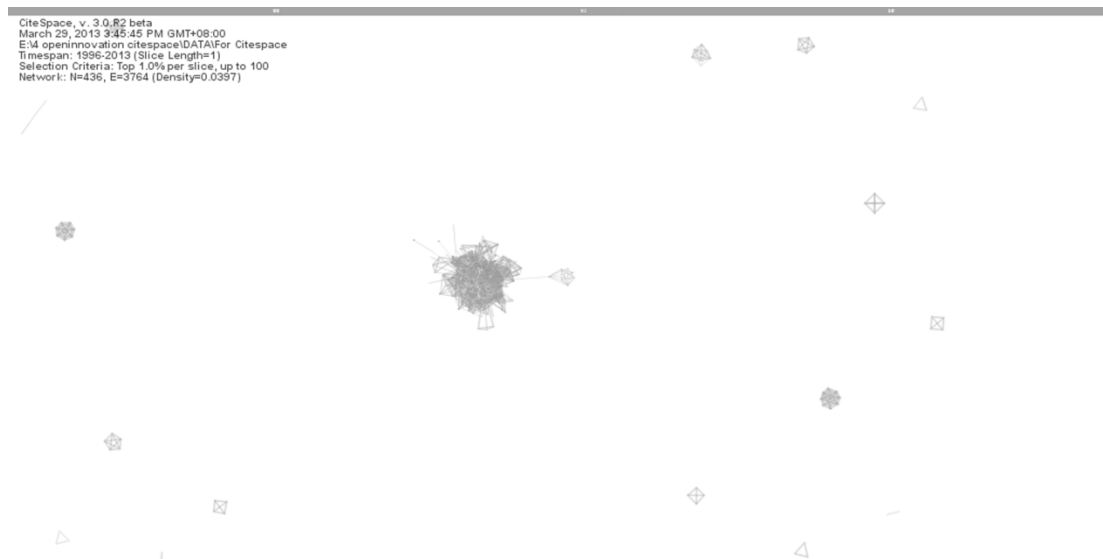 CiteSpace, v. 3.0.R2 beta
March 29, 2013 3:45:45 PM GMT+08:00
E:\4 openinnovation citespace\DATA\For Citespace
Timespan: 1996-2013 (Slice Length=1)
Selection Criteria: Top 1.0% per slice, up to 100
Network: N=436, E=3764 (Density=0.0397)